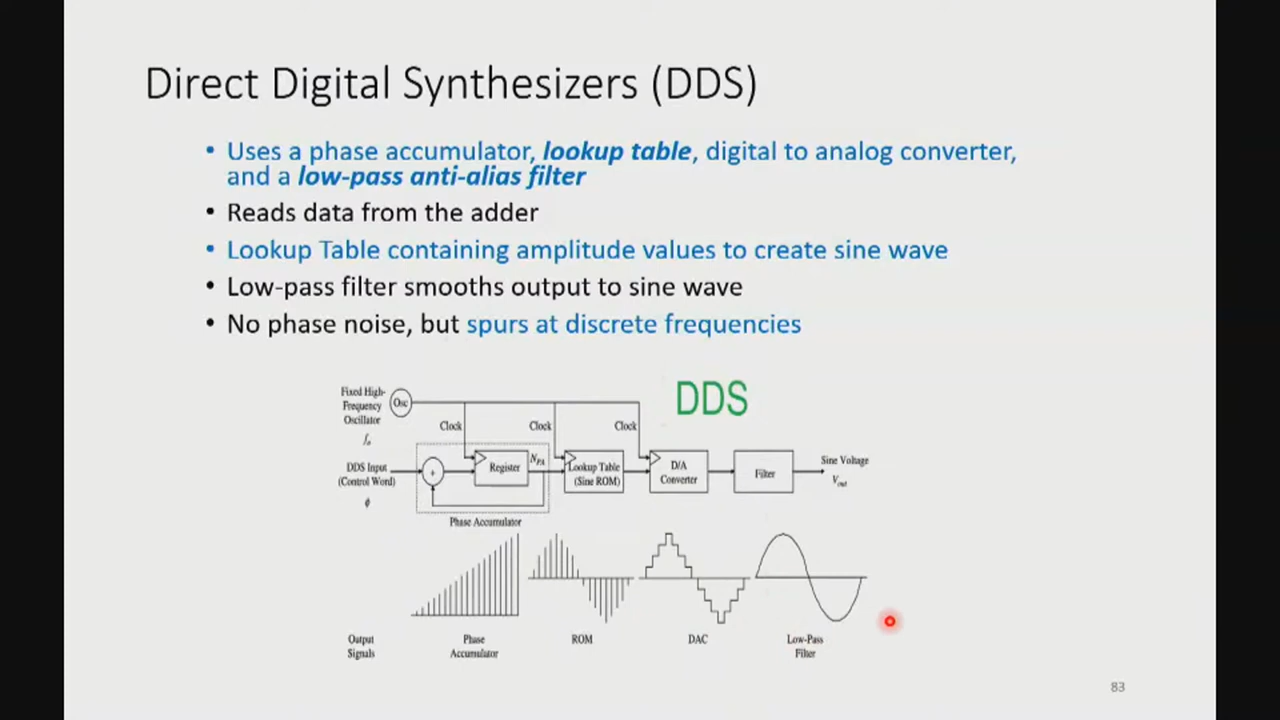 Direct Digital Synthesizers (DDS)
• Uses a phase accumulator, lookup table, digital to analog converter,
and a low-pass anti-alias filter
• Reads data from the adder
• Lookup Table containing amplitude values to create sine wave
• Low-pass filter smooths output to sine wave
• No phase noise, but spurs at discrete frequencies
DDS
Fixed High-
Frequency
Oscillator
Osc
Clock
Clock
Clock
DDS Input
(Control Word)
ϕ
+
Register
N_PA
Lookup Table
(Sine ROM)
D/A
Converter
Filter
Sine Voltage
V_out
Phase Accumulator
Output
Signals
Phase
Accumulator
ROM
DAC
Low-Pass
Filter
83